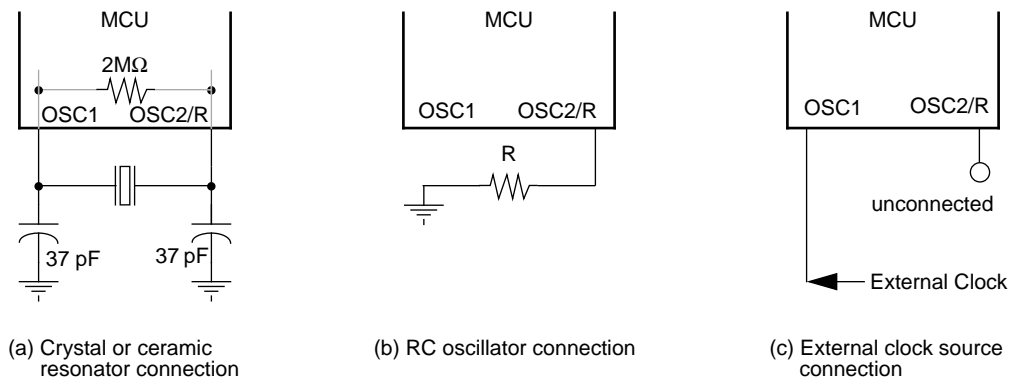 MCU
2MΩ
OSC1 OSC2/R
37 pF 37 pF
(a) Crystal or ceramic
resonator connection
MCU
OSC1 OSC2/R
R
(b) RC oscillator connection
MCU
OSC1 OSC2/R
unconnected
External Clock
(c) External clock source
connection